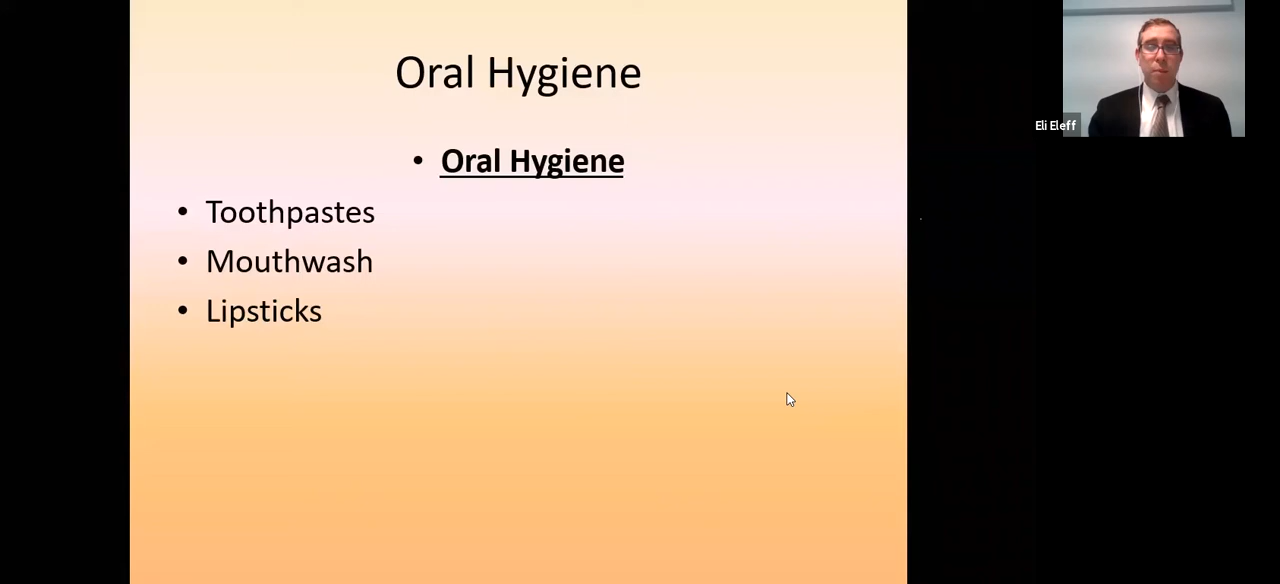 Oral Hygiene
• Oral Hygiene
• Toothpastes
• Mouthwash
• Lipsticks
Eli Eleff